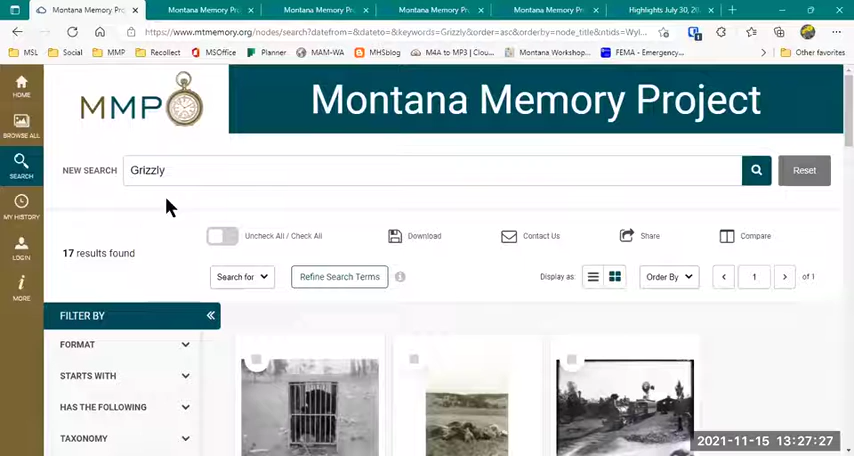 Montana Memory Proj
Montana Memory Proj
Montana Memory Proj
Montana Memory Proj
Montana Memory Proj
Highlights July 30, 20
https://www.mtmemory.org/nodes/search?datefrom=&dateto=&keywords=Grizzly&order=asc&orderby=node_title&ntids=Wyl...
MSL
Social
MMP
Recollect
MSOffice
Planner
MAM-WA
MHSblog
M4A to MP3 | Clou...
Montana Workshop...
FEMA - Emergency...
Other favorites
HOME
BROWSE ALL
SEARCH
MY HISTORY
LOGIN
MORE
MMP
Montana Memory Project
NEW SEARCH
Grizzly
Reset
17 results found
Uncheck All / Check All
Download
Contact Us
Share
Compare
Search for
Refine Search Terms
Display as:
Order By
1
of 1
FILTER BY
FORMAT
STARTS WITH
HAS THE FOLLOWING
TAXONOMY
2021-11-15 13:27:27